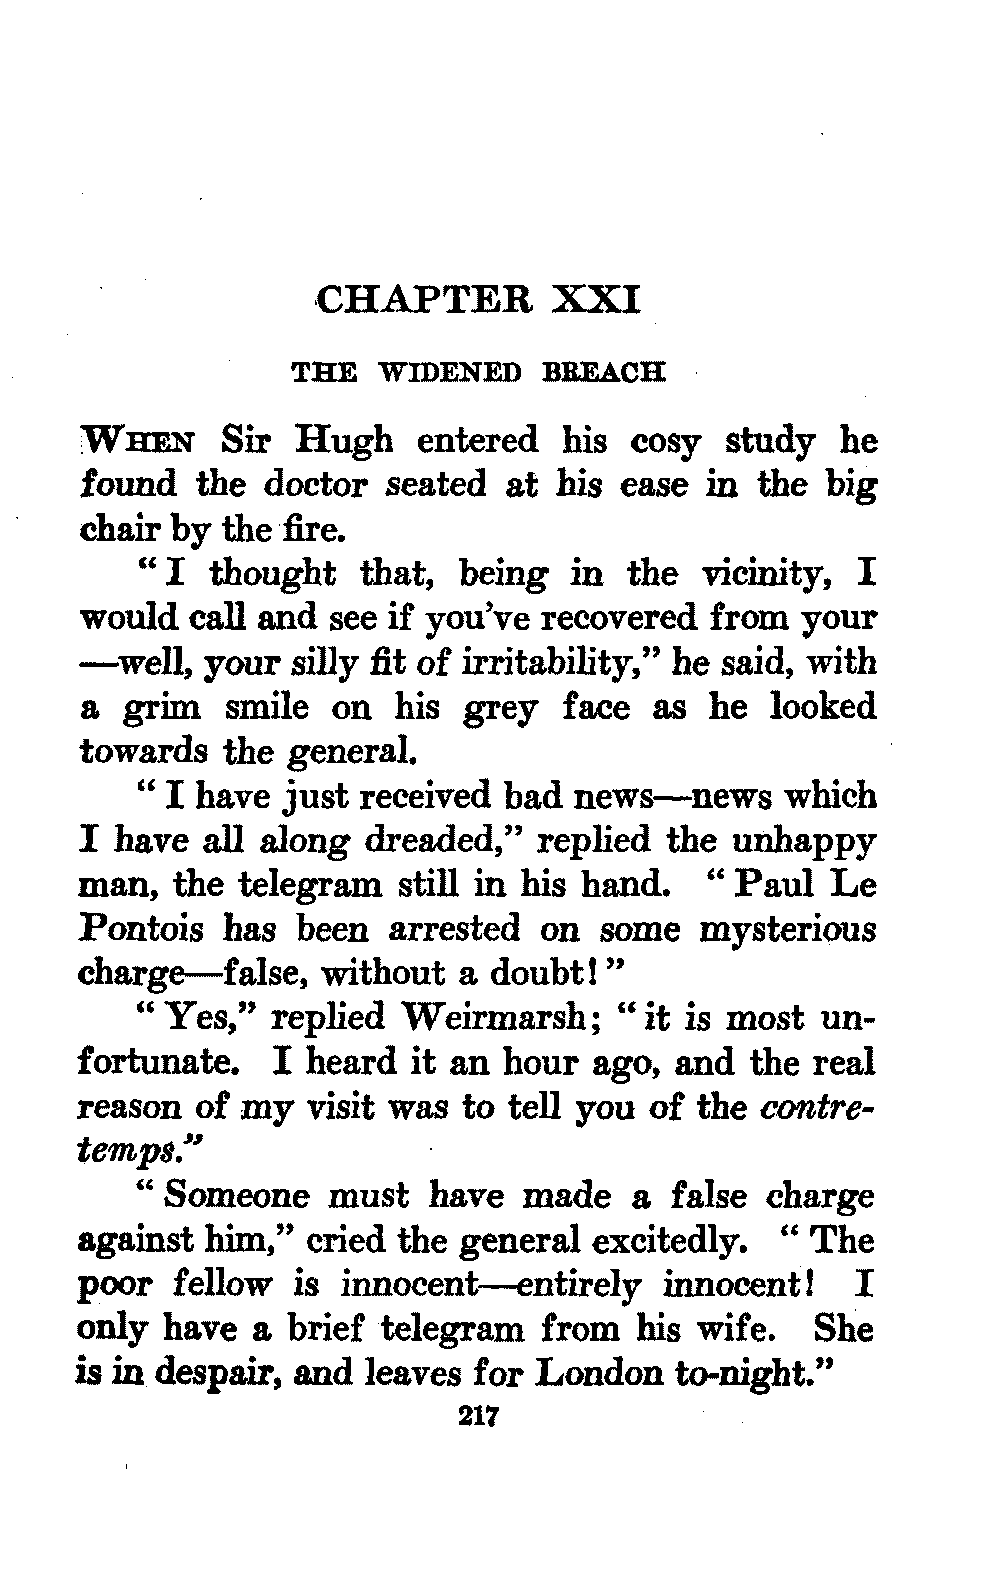 CHAPTER XXI
THE WIDENED BREACH
WHEN Sir Hugh entered his cosy study he
found the doctor seated at his ease in the big
chair by the fire.
“ I thought that, being in the vicinity, I
would call and see if you’ve recovered from your
—well, your silly fit of irritability,” he said, with
a grim smile on his grey face as he looked
towards the general.
“ I have just received bad news—news which
I have all along dreaded,” replied the unhappy
man, the telegram still in his hand. “ Paul Le
Pontois has been arrested on some mysterious
charge—false, without a doubt! ”
“ Yes,” replied Weirmarsh; “ it is most un-
fortunate. I heard it an hour ago, and the real
reason of my visit was to tell you of the contre-
temps.”
“ Someone must have made a false charge
against him,” cried the general excitedly. “ The
poor fellow is innocent—entirely innocent! I
only have a brief telegram from his wife. She
is in despair, and leaves for London to-night.”
217